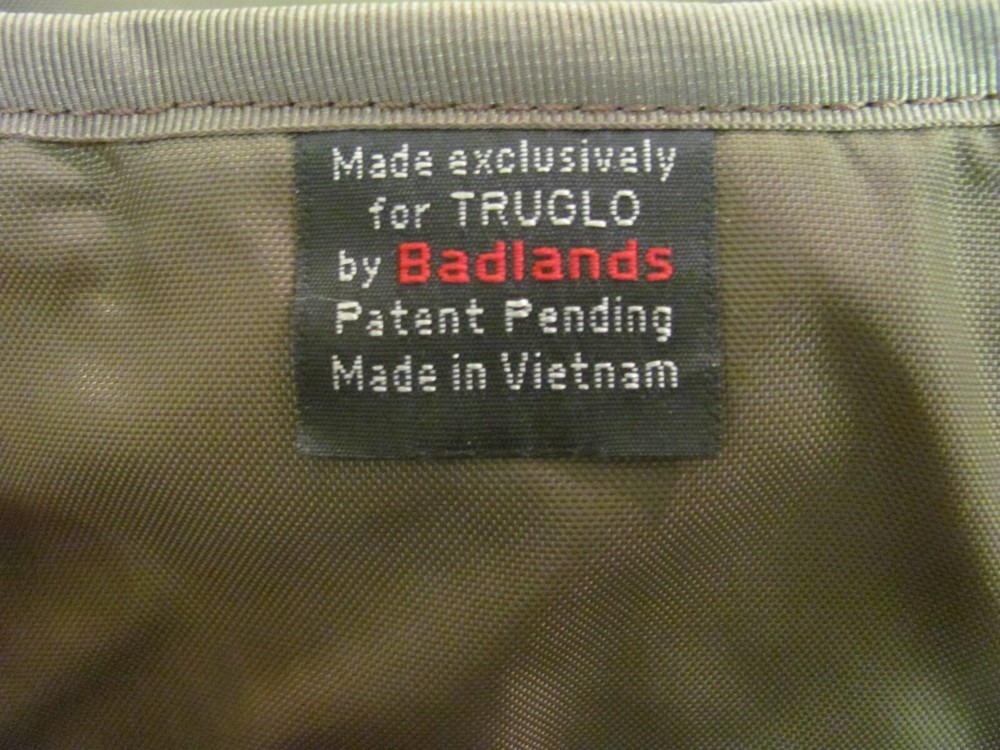 Made exclusively
for TRUGLO
by Badlands
Patent Pending
Made in Vietnam